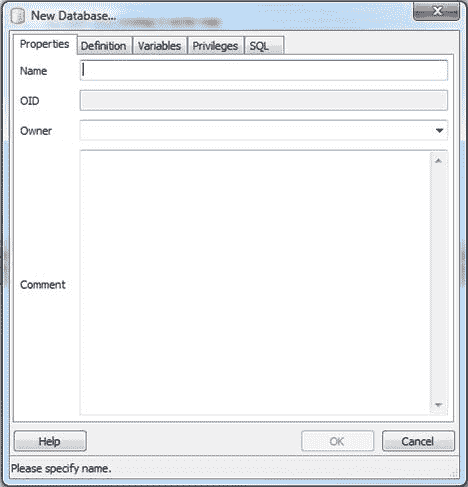 New Database...
Properties Definition Variables Privileges SQL
Name
OID
Owner
Comment
Help OK Cancel
Please specify name.